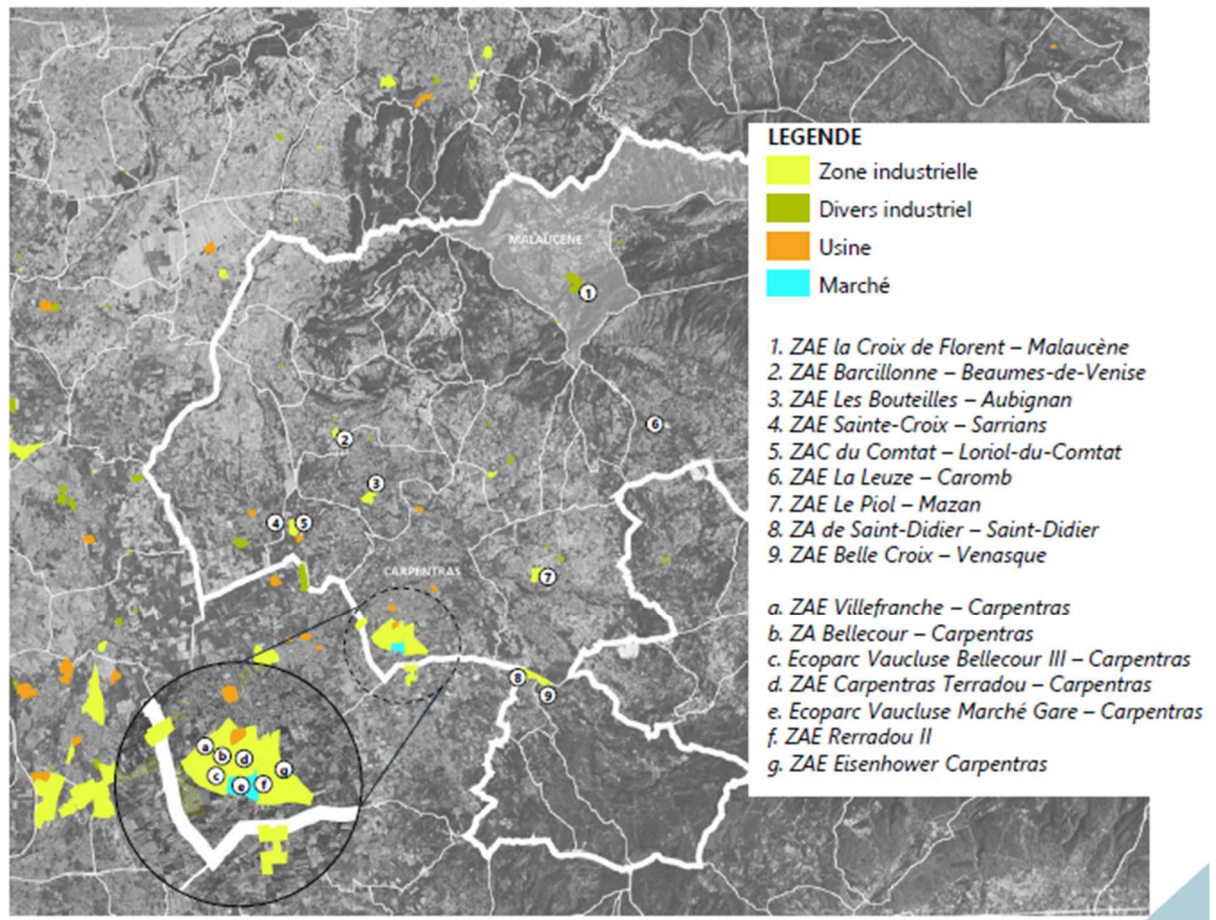 LEGENDE
Zone industrielle
Divers industriel
Usine
Marché
1. ZAE la Croix de Florent – Malaucène
2. ZAE Barcillonne – Beaumes-de-Venise
3. ZAE Les Bouteilles – Aubignan
4. ZAE Sainte-Croix – Sarrians
5. ZAC du Comtat – Loriol-du-Comtat
6. ZAE La Leuze – Caromb
7. ZAE Le Piol – Mazan
8. ZA de Saint-Didier – Saint-Didier
9. ZAE Belle Croix – Venasque
a. ZAE Villefranche – Carpentras
b. ZA Bellecour – Carpentras
c. Ecoparc Vaucluse Bellecour III – Carpentras
d. ZAE Carpentras Terradou – Carpentras
e. Ecoparc Vaucluse Marché Gare – Carpentras
f. ZAE Rerradou II
g. ZAE Eisenhower Carpentras
MALAUCENE
1
2
6
3
4
5
CARPENTRAS
7
8
9
a
b
d
c
g
e
f